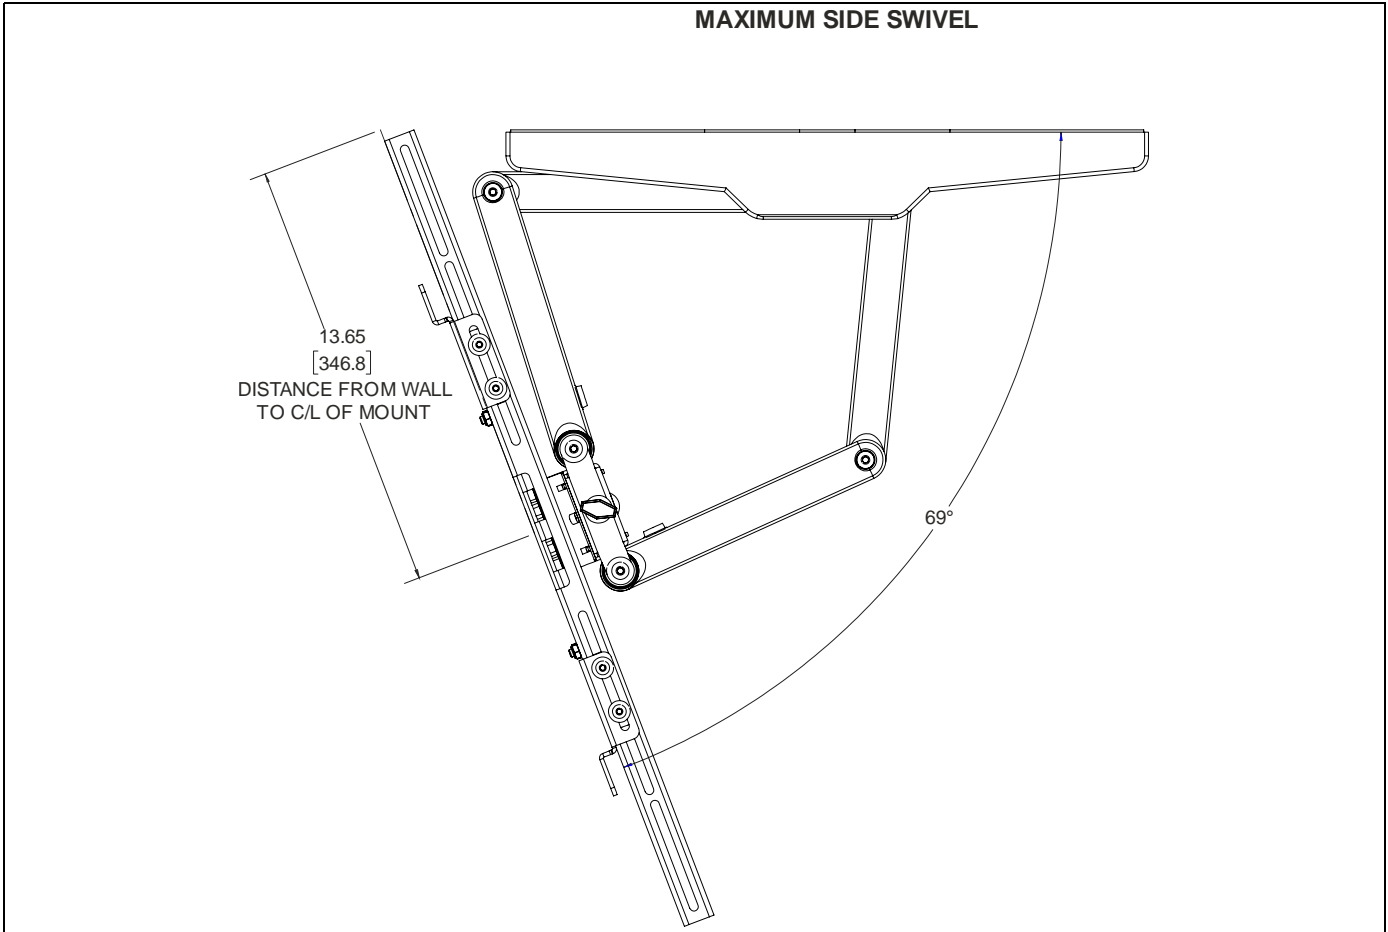 MAXIMUM SIDE SWIVEL
13.65
[346.8]
DISTANCE FROM WALL
TO C/L OF MOUNT
69°